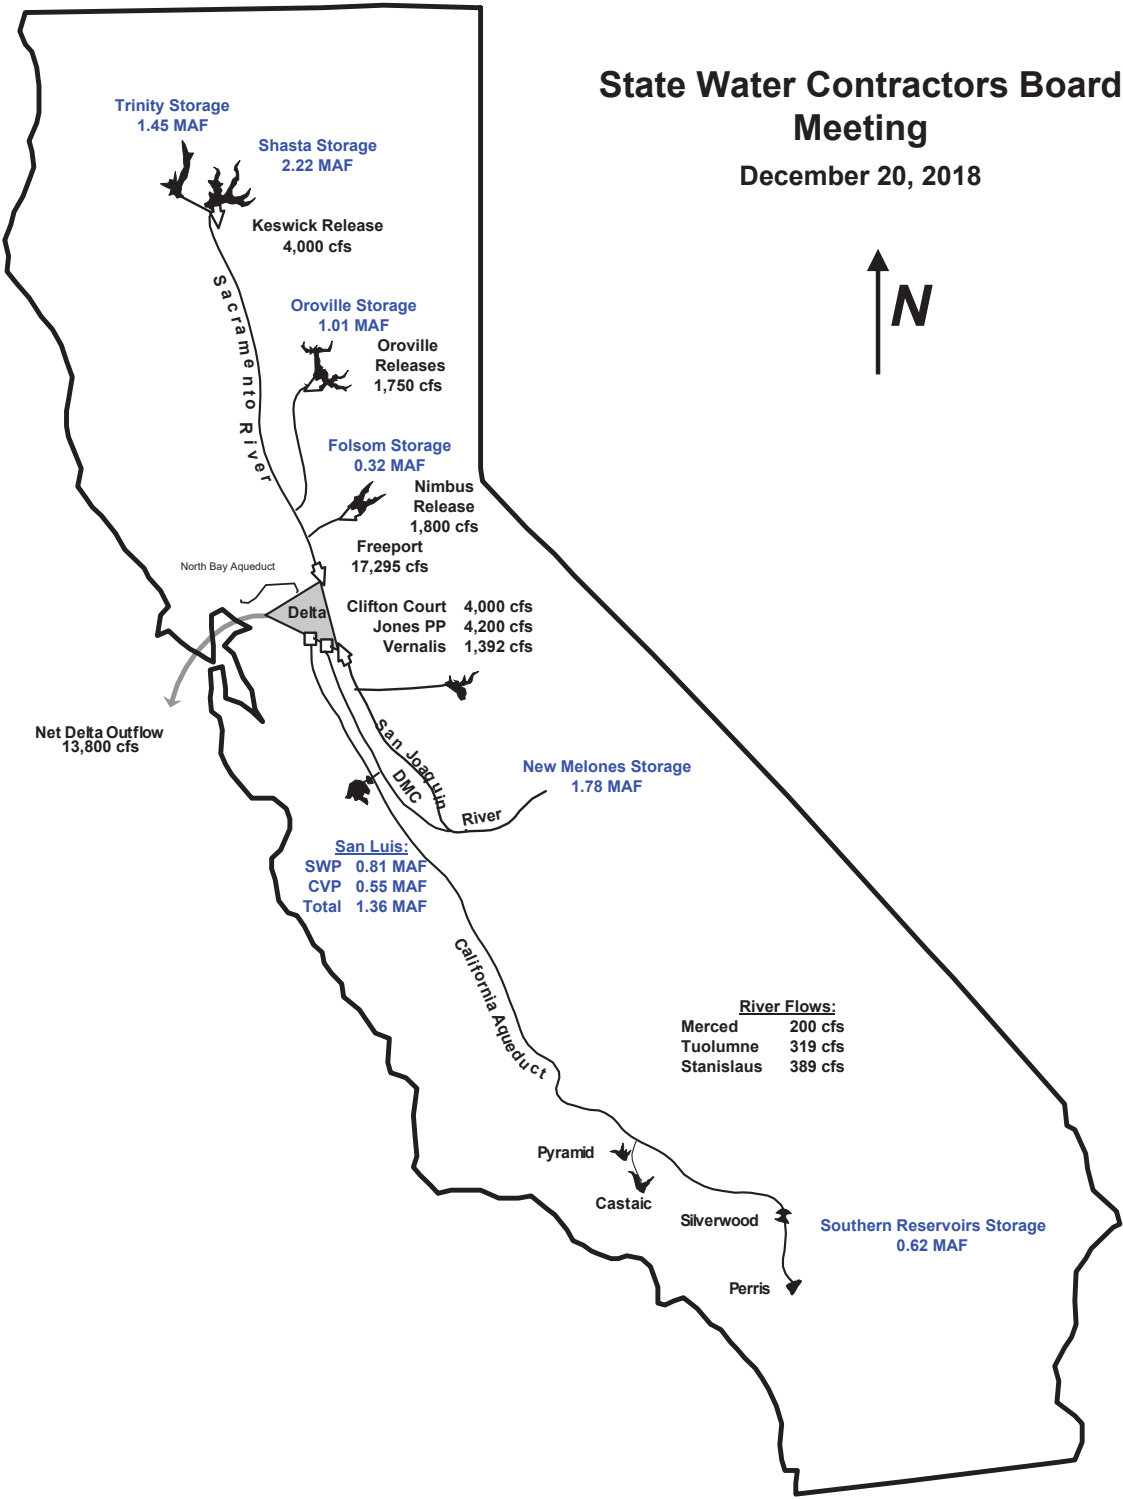 State Water Contractors Board
Meeting
December 20, 2018
N
Trinity Storage
1.45 MAF
Shasta Storage
2.22 MAF
Keswick Release
4,000 cfs
Sacramento River
Oroville Storage
1.01 MAF
Oroville
Releases
1,750 cfs
Folsom Storage
0.32 MAF
Nimbus
Release
1,800 cfs
Freeport
17,295 cfs
North Bay Aqueduct
Delta
Clifton Court 4,000 cfs
Jones PP 4,200 cfs
Vernalis 1,392 cfs
Net Delta Outflow
13,800 cfs
San Joaquin
River
DMC
New Melones Storage
1.78 MAF
San Luis:
SWP 0.81 MAF
CVP 0.55 MAF
Total 1.36 MAF
California Aqueduct
River Flows:
Merced 200 cfs
Tuolumne 319 cfs
Stanislaus 389 cfs
Pyramid
Castaic
Silverwood
Southern Reservoirs Storage
0.62 MAF
Perris